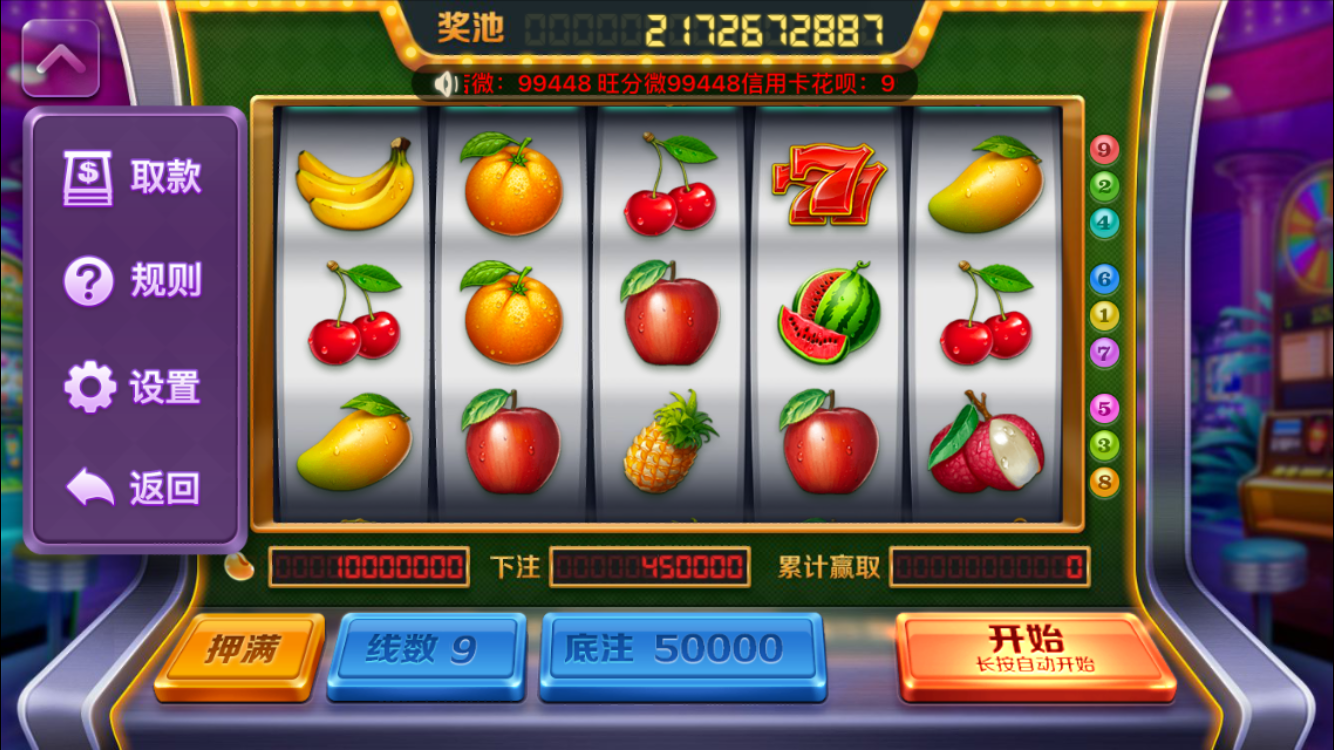 奖池 2172672887
微：99448 旺分微99448信用卡花呗：9
取款
规则
设置
返回
$
777
9
2
4
6
1
7
5
3
8
10000000 下注 450000 累计赢取 0
押满 线数 9 底注 50000 开始
长按自动开始